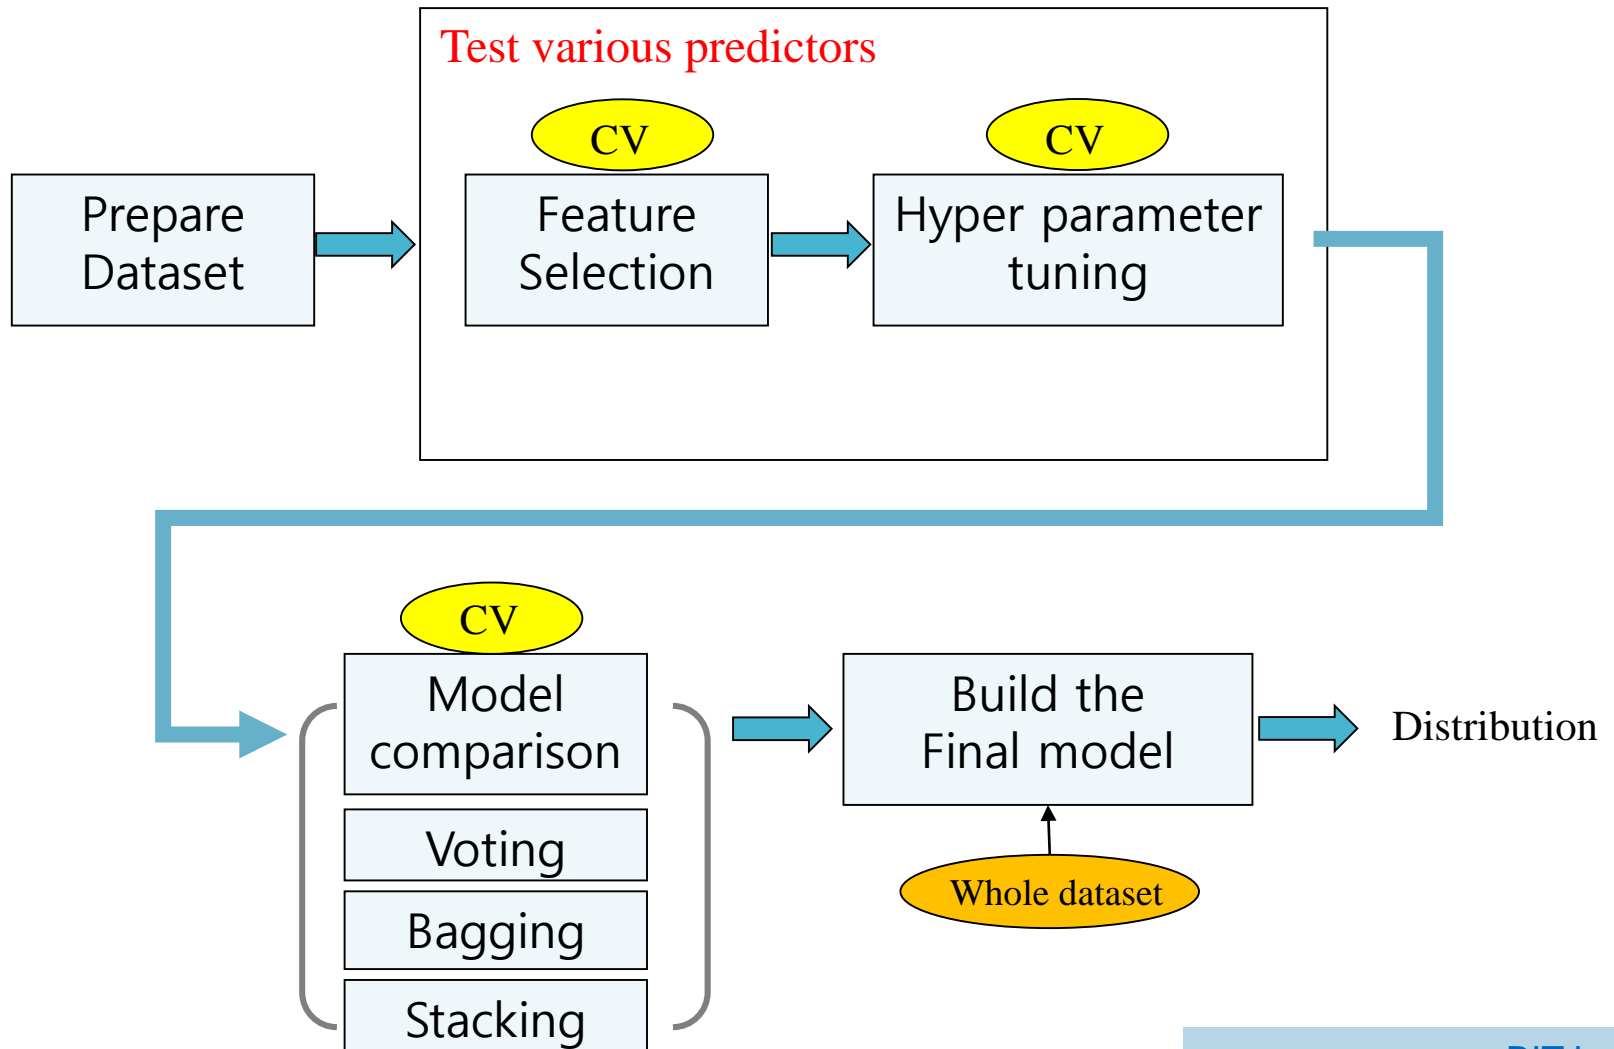 Test various predictors
CV
CV
Prepare
Dataset
Feature
Selection
Hyper parameter
tuning
CV
Model
comparison
Voting
Bagging
Stacking
Build the
Final model
Whole dataset
Distribution